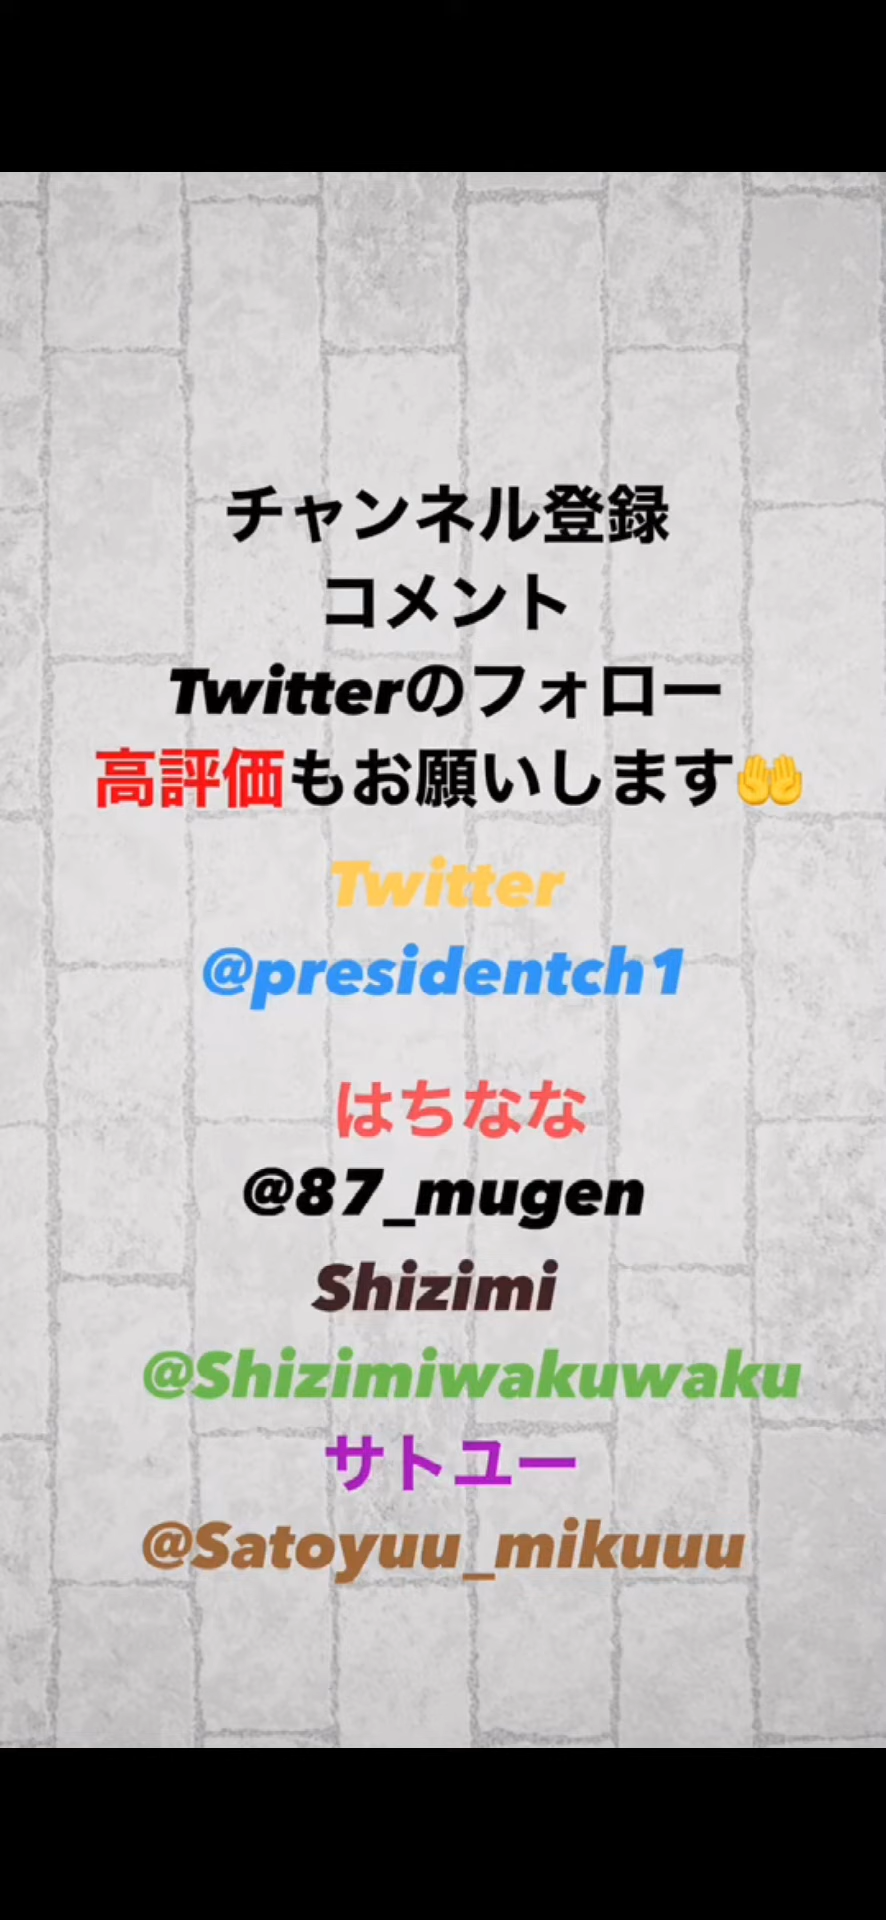 チャンネル登録
コメント
Twitterのフォロー
高評価もお願いします🤲
Twitter
@presidentch1
はちなな
@87_mugen
Shizimi
@Shizimiwakuwaku
サトユー
@Satoyuu_mikuuu